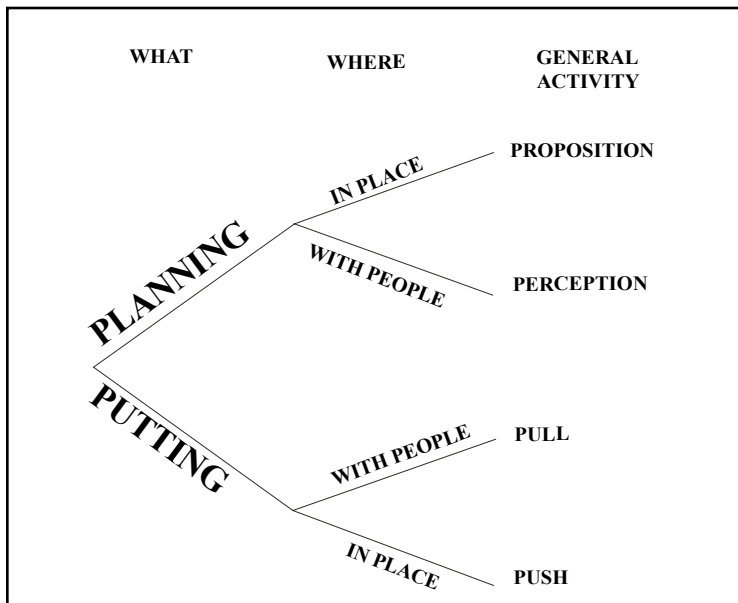 WHAT
WHERE
GENERAL
ACTIVITY
PLANNING
IN PLACE
PROPOSITION
WITH PEOPLE
PERCEPTION
PUTTING
WITH PEOPLE
PULL
IN PLACE
PUSH